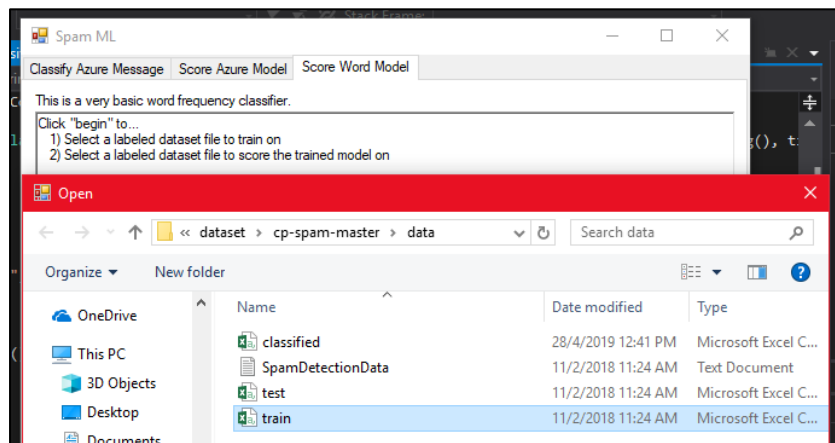 Stack Frame:
Spam ML
Classify Azure Message Score Azure Model Score Word Model
This is a very basic word frequency classifier.
Click "begin" to...
1) Select a labeled dataset file to train on
2) Select a labeled dataset file to score the trained model on
g(), t
Open
« dataset › cp-spam-master › data
Search data
Organize
New folder
Name Date modified Type
OneDrive
This PC
3D Objects
Desktop
Documents
classified 28/4/2019 12:41 PM Microsoft Excel C...
SpamDetectionData 11/2/2018 11:24 AM Text Document
test 11/2/2018 11:24 AM Microsoft Excel C...
train 11/2/2018 11:24 AM Microsoft Excel C...